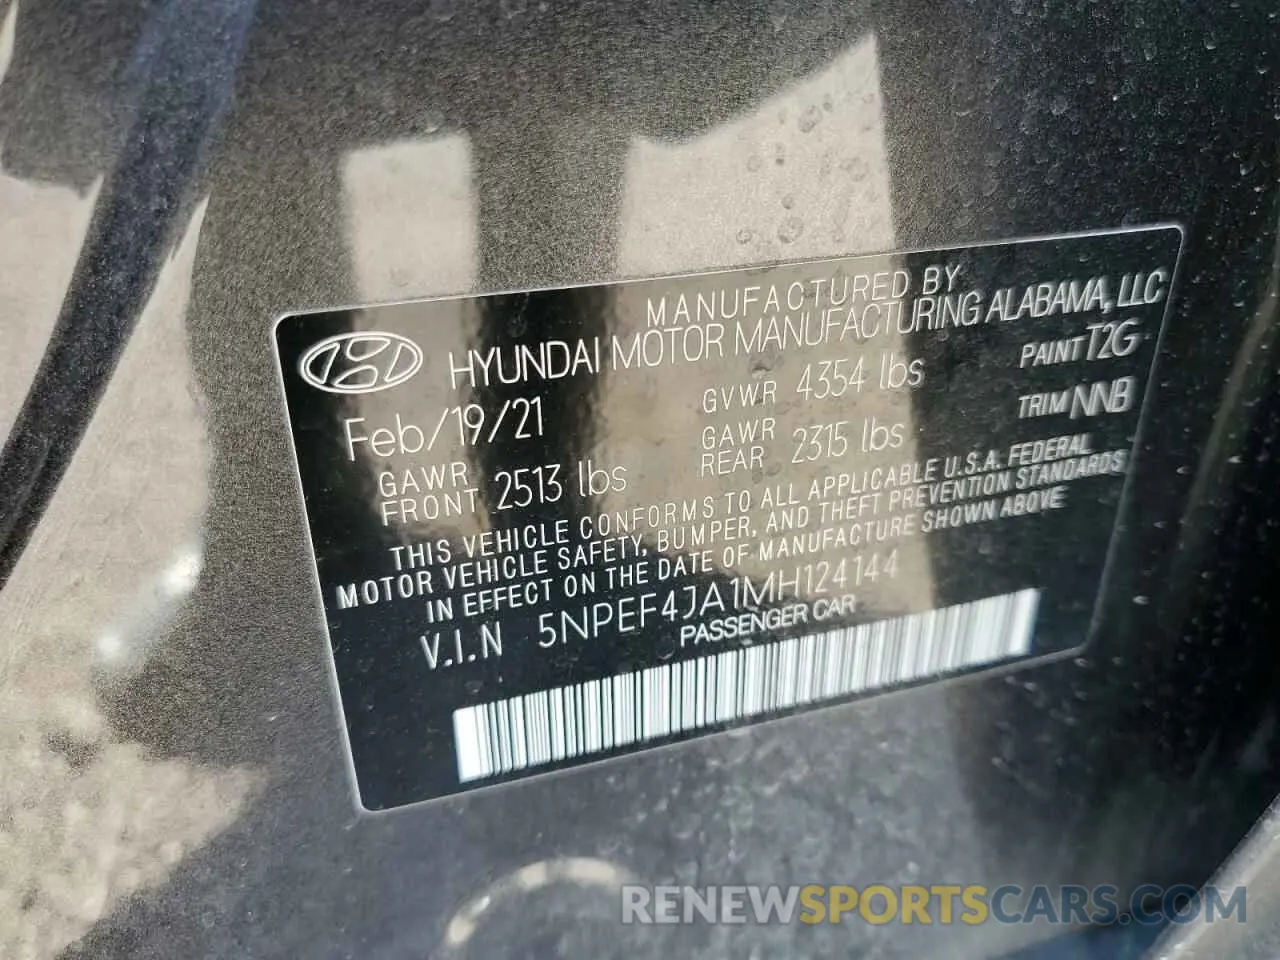 MANUFACTURED BY
HYUNDAI MOTOR MANUFACTURING ALABAMA, LLC
Feb/19/21 GVWR 4354 lbs PAINT T2G
GAWR FRONT 2513 lbs GAWR REAR 2315 lbs TRIM NNB
THIS VEHICLE CONFORMS TO ALL APPLICABLE U.S.A. FEDERAL
MOTOR VEHICLE SAFETY, BUMPER, AND THEFT PREVENTION STANDARDS
IN EFFECT ON THE DATE OF MANUFACTURE SHOWN ABOVE
V.I.N 5NPEF4JA1MH124144
PASSENGER CAR
RENEWSPORTSCARS.COM